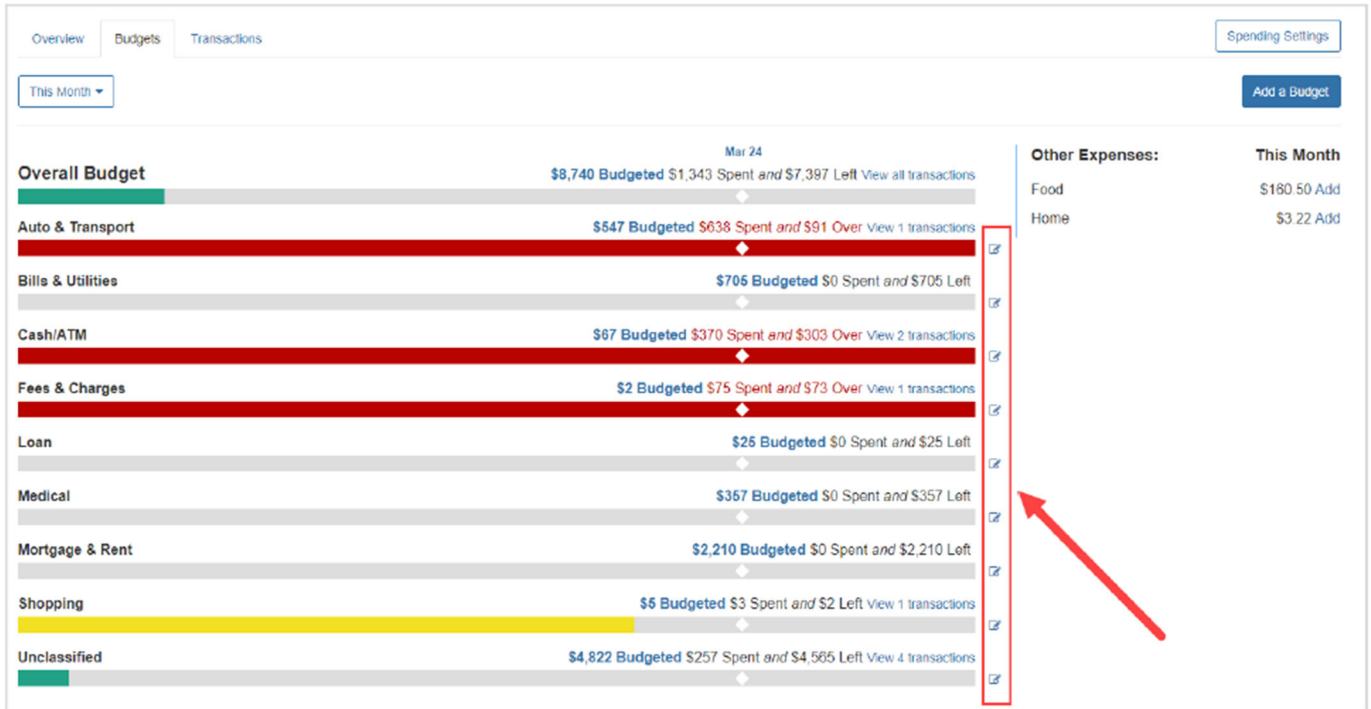 Overview Budgets Transactions Spending Settings
This Month Add a Budget
Mar 24
Overall Budget $8,740 Budgeted $1,343 Spent and $7,397 Left View all transactions
Auto & Transport $547 Budgeted $638 Spent and $91 Over View 1 transactions
Bills & Utilities $705 Budgeted $0 Spent and $705 Left
Cash/ATM $67 Budgeted $370 Spent and $303 Over View 2 transactions
Fees & Charges $2 Budgeted $75 Spent and $73 Over View 1 transactions
Loan $25 Budgeted $0 Spent and $25 Left
Medical $357 Budgeted $0 Spent and $357 Left
Mortgage & Rent $2,210 Budgeted $0 Spent and $2,210 Left
Shopping $5 Budgeted $3 Spent and $2 Left View 1 transactions
Unclassified $4,822 Budgeted $257 Spent and $4,565 Left View 4 transactions
Other Expenses: This Month
Food $160.50 Add
Home $3.22 Add